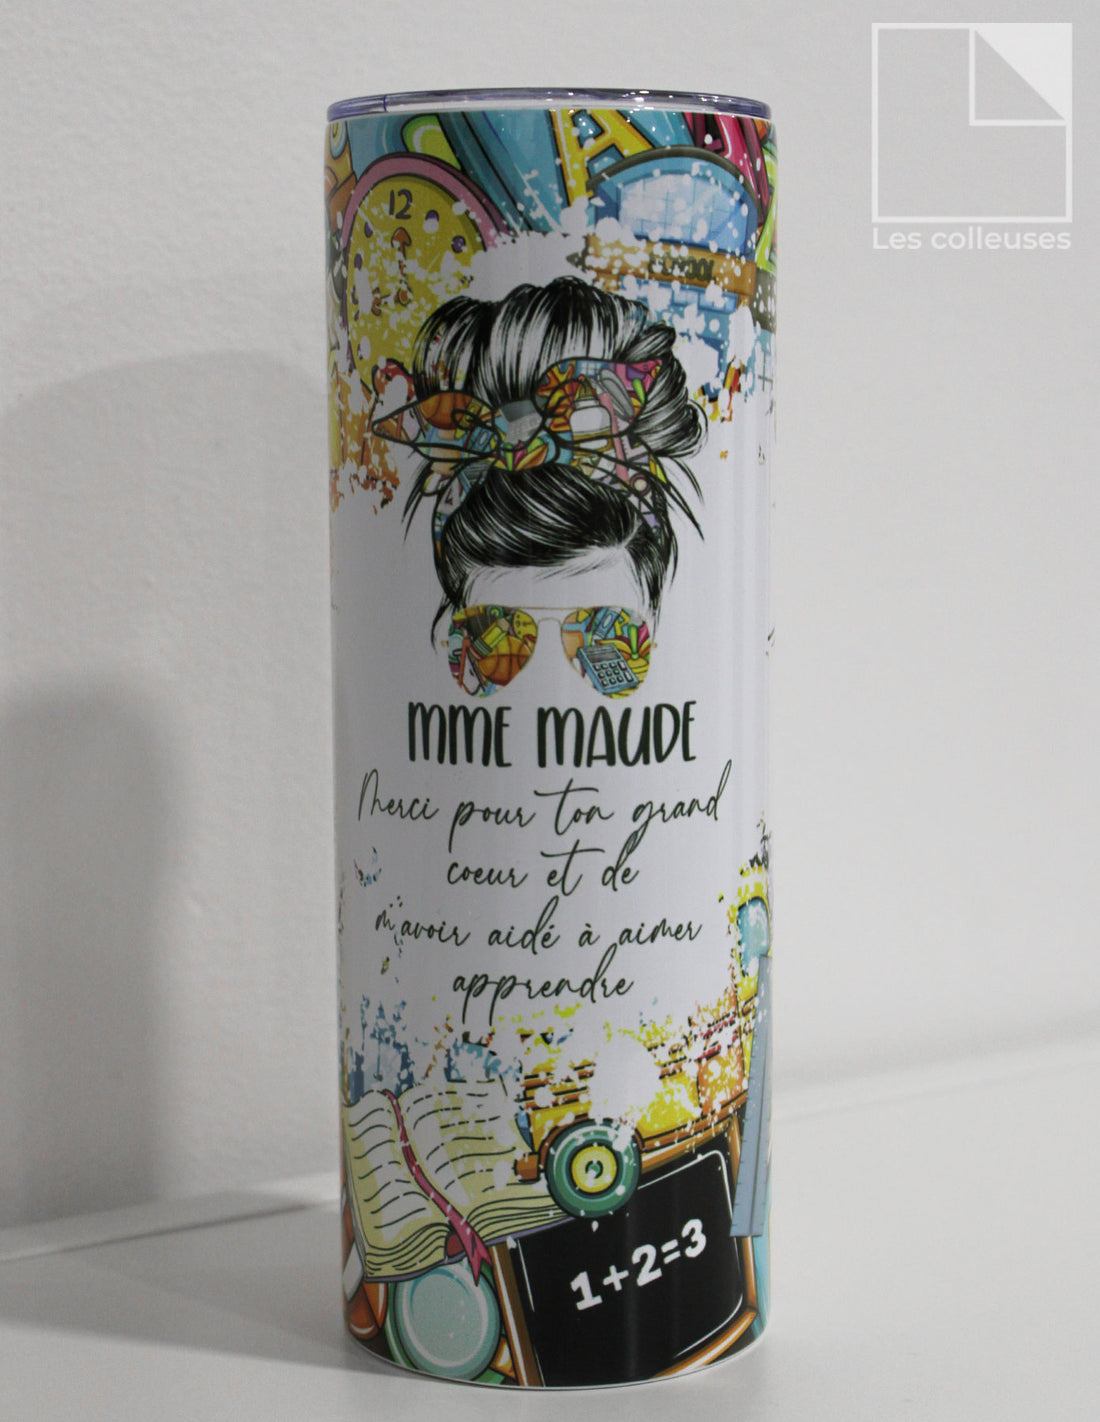 Les colleuses
A
12
MME MAUDE
Merci pour ton grand
coeur et de
m'avoir aidé à aimer
apprendre
1+2=3